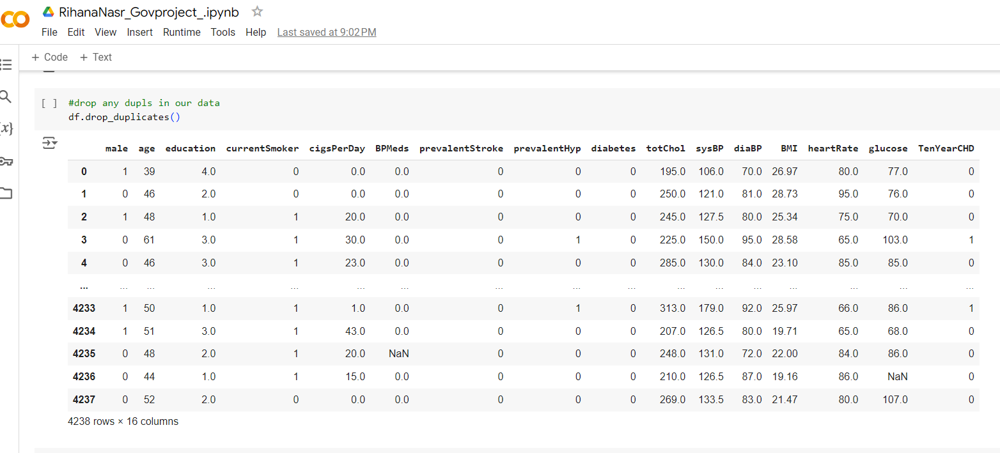 RihanaNasr_Govproject_.ipynb
File Edit View Insert Runtime Tools Help Last saved at 9:02 PM
+ Code + Text
[ ] #drop any dupls in our data
df.drop_duplicates()
{x}
male age education currentSmoker cigsPerDay BPMeds prevalentStroke prevalentHyp diabetes totChol sysBP diaBP BMI heartRate glucose TenYearCHD
0 1 39 4.0 0 0.0 0.0 0 0 0 195.0 106.0 70.0 26.97 80.0 77.0 0
1 0 46 2.0 0 0.0 0.0 0 0 0 250.0 121.0 81.0 28.73 95.0 76.0 0
2 1 48 1.0 1 20.0 0.0 0 0 0 245.0 127.5 80.0 25.34 75.0 70.0 0
3 0 61 3.0 1 30.0 0.0 0 1 0 225.0 150.0 95.0 28.58 65.0 103.0 1
4 0 46 3.0 1 23.0 0.0 0 0 0 285.0 130.0 84.0 23.10 85.0 85.0 0
... ... ... ... ... ... ... ... ... ... ... ... ... ... ... ... ...
4233 1 50 1.0 1 1.0 0.0 0 1 0 313.0 179.0 92.0 25.97 66.0 86.0 1
4234 1 51 3.0 1 43.0 0.0 0 0 0 207.0 126.5 80.0 19.71 65.0 68.0 0
4235 0 48 2.0 1 20.0 NaN 0 0 0 248.0 131.0 72.0 22.00 84.0 86.0 0
4236 0 44 1.0 1 15.0 0.0 0 0 0 210.0 126.5 87.0 19.16 86.0 NaN 0
4237 0 52 2.0 0 0.0 0.0 0 0 0 269.0 133.5 83.0 21.47 80.0 107.0 0
4238 rows × 16 columns